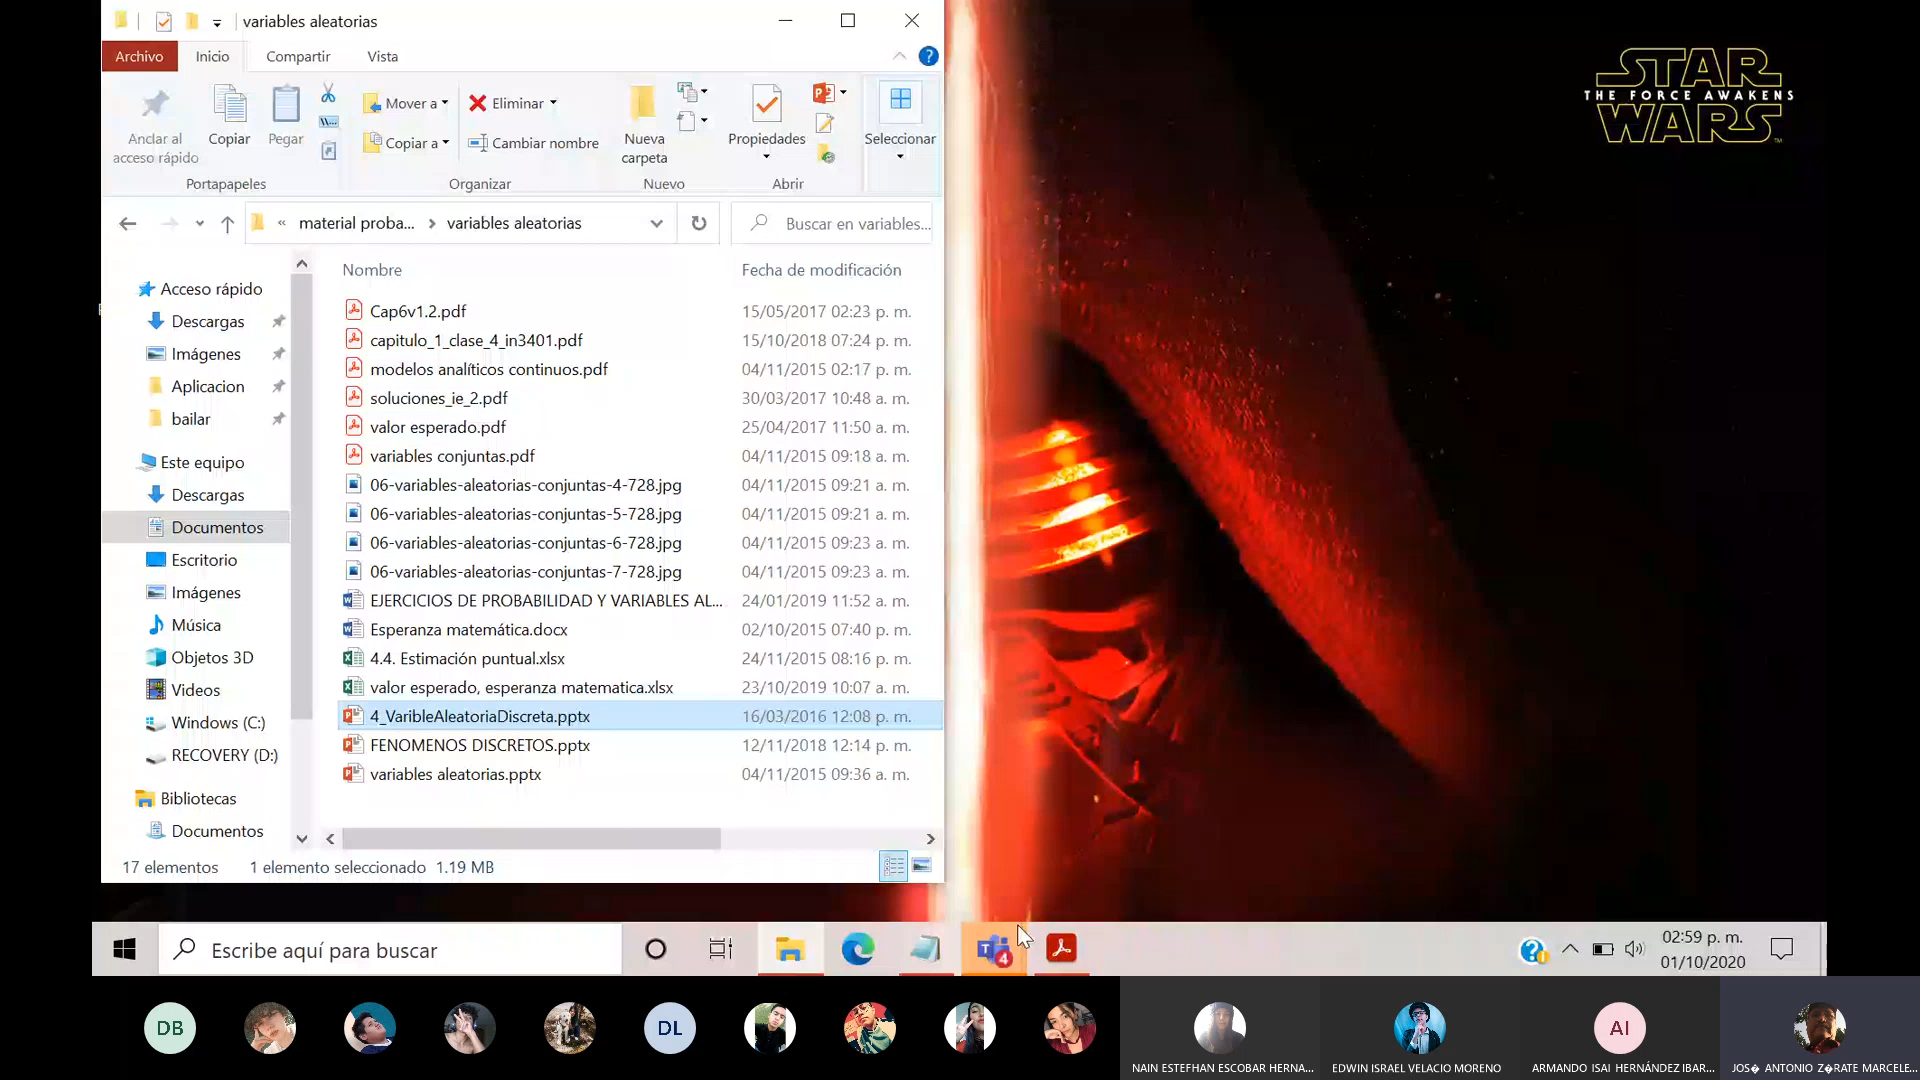 variables aleatorias
Archivo
Inicio
Compartir
Vista
Anclar al
acceso rápido
Copiar
Pegar
Mover a
Copiar a
Eliminar
Cambiar nombre
Nueva
carpeta
Propiedades
Seleccionar
Portapapeles
Organizar
Nuevo
Abrir
« material proba... > variables aleatorias
Buscar en variables...
Nombre
Fecha de modificación
Acceso rápido
Descargas
Imágenes
Aplicacion
bailar
Este equipo
Descargas
Documentos
Escritorio
Imágenes
Música
Objetos 3D
Videos
Windows (C:)
RECOVERY (D:)
Bibliotecas
Documentos
Cap6v1.2.pdf 15/05/2017 02:23 p. m.
capitulo_1_clase_4_in3401.pdf 15/10/2018 07:24 p. m.
modelos analíticos continuos.pdf 04/11/2015 02:17 p. m.
soluciones_ie_2.pdf 30/03/2017 10:48 a. m.
valor esperado.pdf 25/04/2017 11:50 a. m.
variables conjuntas.pdf 04/11/2015 09:18 a. m.
06-variables-aleatorias-conjuntas-4-728.jpg 04/11/2015 09:21 a. m.
06-variables-aleatorias-conjuntas-5-728.jpg 04/11/2015 09:21 a. m.
06-variables-aleatorias-conjuntas-6-728.jpg 04/11/2015 09:23 a. m.
06-variables-aleatorias-conjuntas-7-728.jpg 04/11/2015 09:23 a. m.
EJERCICIOS DE PROBABILIDAD Y VARIABLES AL... 24/01/2019 11:52 a. m.
Esperanza matemática.docx 02/10/2015 07:40 p. m.
4.4. Estimación puntual.xlsx 24/11/2015 08:16 p. m.
valor esperado, esperanza matematica.xlsx 23/10/2019 10:07 a. m.
4_VaribleAleatoriaDiscreta.pptx 16/03/2016 12:08 p. m.
FENOMENOS DISCRETOS.pptx 12/11/2018 12:14 p. m.
variables aleatorias.pptx 04/11/2015 09:36 a. m.
17 elementos 1 elemento seleccionado 1.19 MB
STAR
THE FORCE AWAKENS
WARS
Escribe aquí para buscar
4
02:59 p. m.
01/10/2020
DB
DL
AI
NAIN ESTEFHAN ESCOBAR HERNA...
EDWIN ISRAEL VELACIO MORENO
ARMANDO ISAI HERNÁNDEZ IBAR...
JOS� ANTONIO Z�RATE MARCELE...